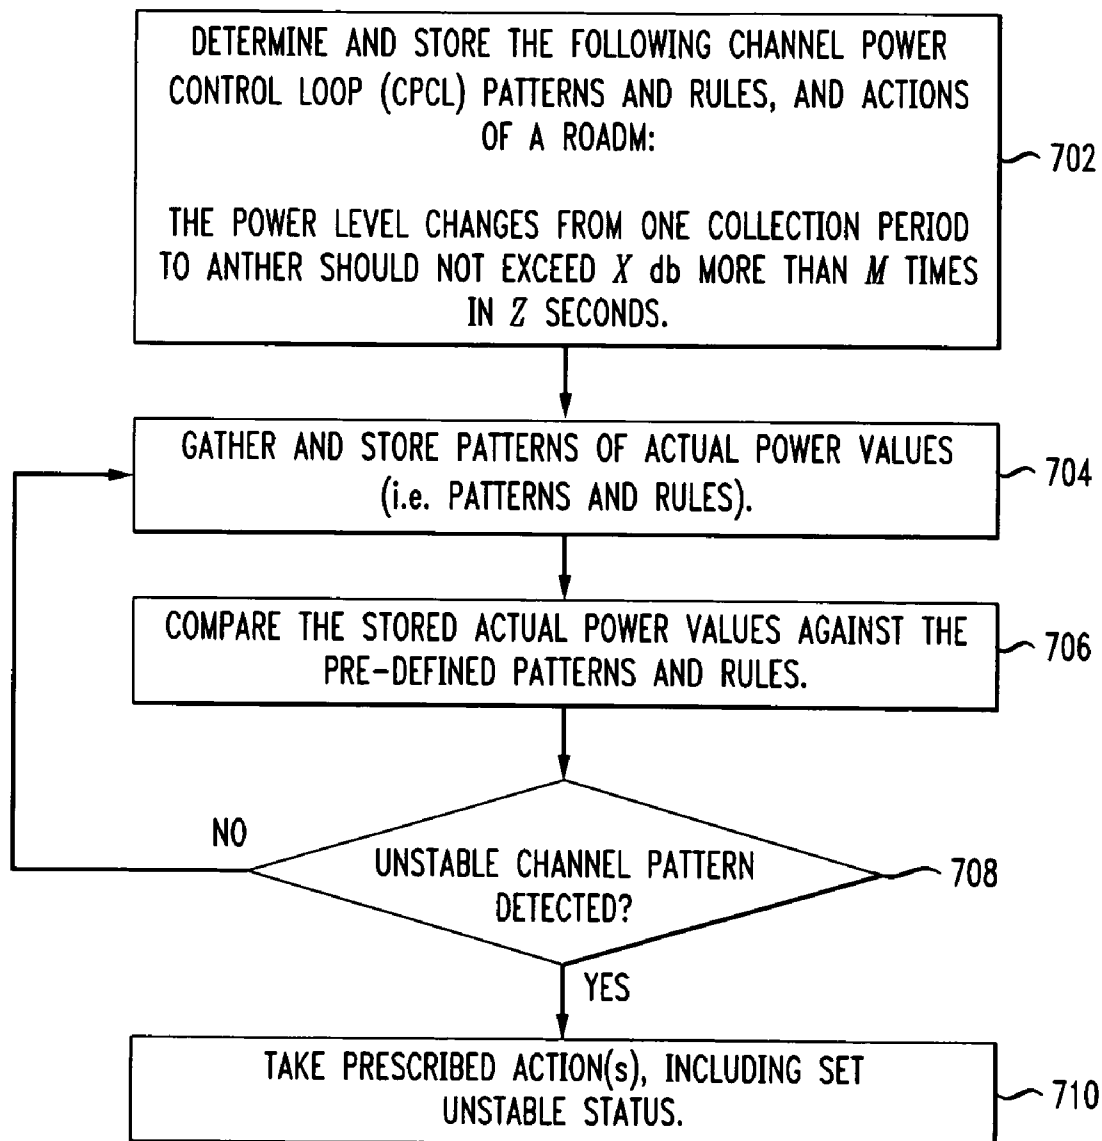 DETERMINE AND STORE THE FOLLOWING CHANNEL POWER
CONTROL LOOP (CPCL) PATTERNS AND RULES, AND ACTIONS
OF A ROADM:
THE POWER LEVEL CHANGES FROM ONE COLLECTION PERIOD
TO ANTHER SHOULD NOT EXCEED X db MORE THAN M TIMES
IN Z SECONDS.
702
GATHER AND STORE PATTERNS OF ACTUAL POWER VALUES
(i.e. PATTERNS AND RULES).
704
COMPARE THE STORED ACTUAL POWER VALUES AGAINST THE
PRE-DEFINED PATTERNS AND RULES.
706
NO
UNSTABLE CHANNEL PATTERN
DETECTED?
708
YES
TAKE PRESCRIBED ACTION(s), INCLUDING SET
UNSTABLE STATUS.
710